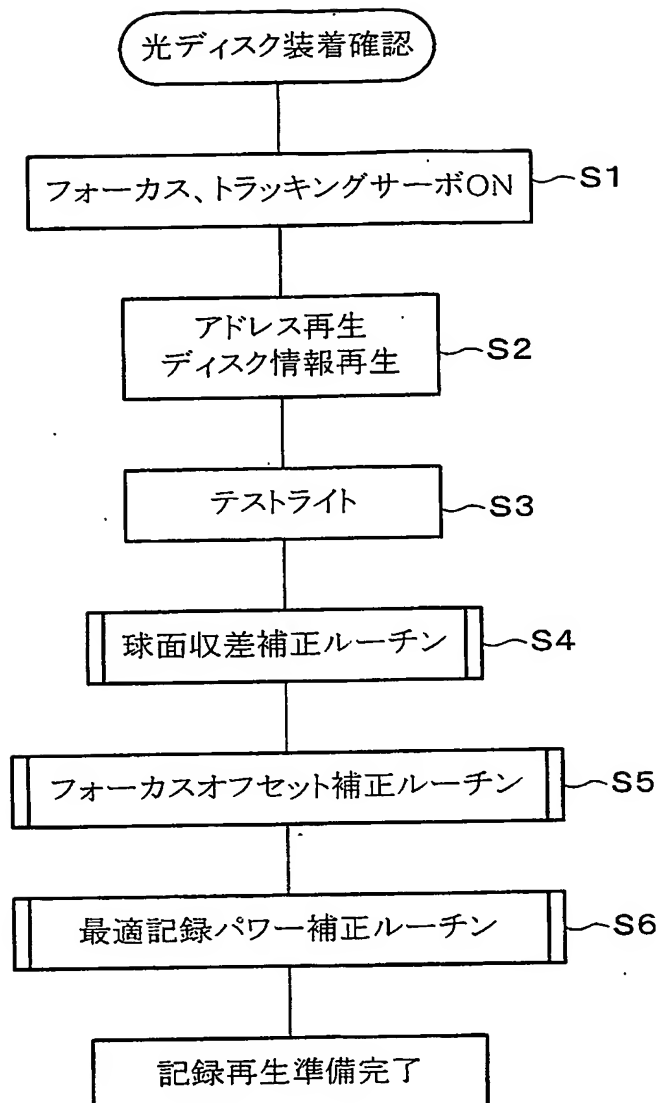 光ディスク装着確認
フォーカス、トラッキングサーボON
S1
アドレス再生
ディスク情報再生
S2
テストライト
S3
球面収差補正ルーチン
S4
フォーカスオフセット補正ルーチン
S5
最適記録パワー補正ルーチン
S6
記録再生準備完了